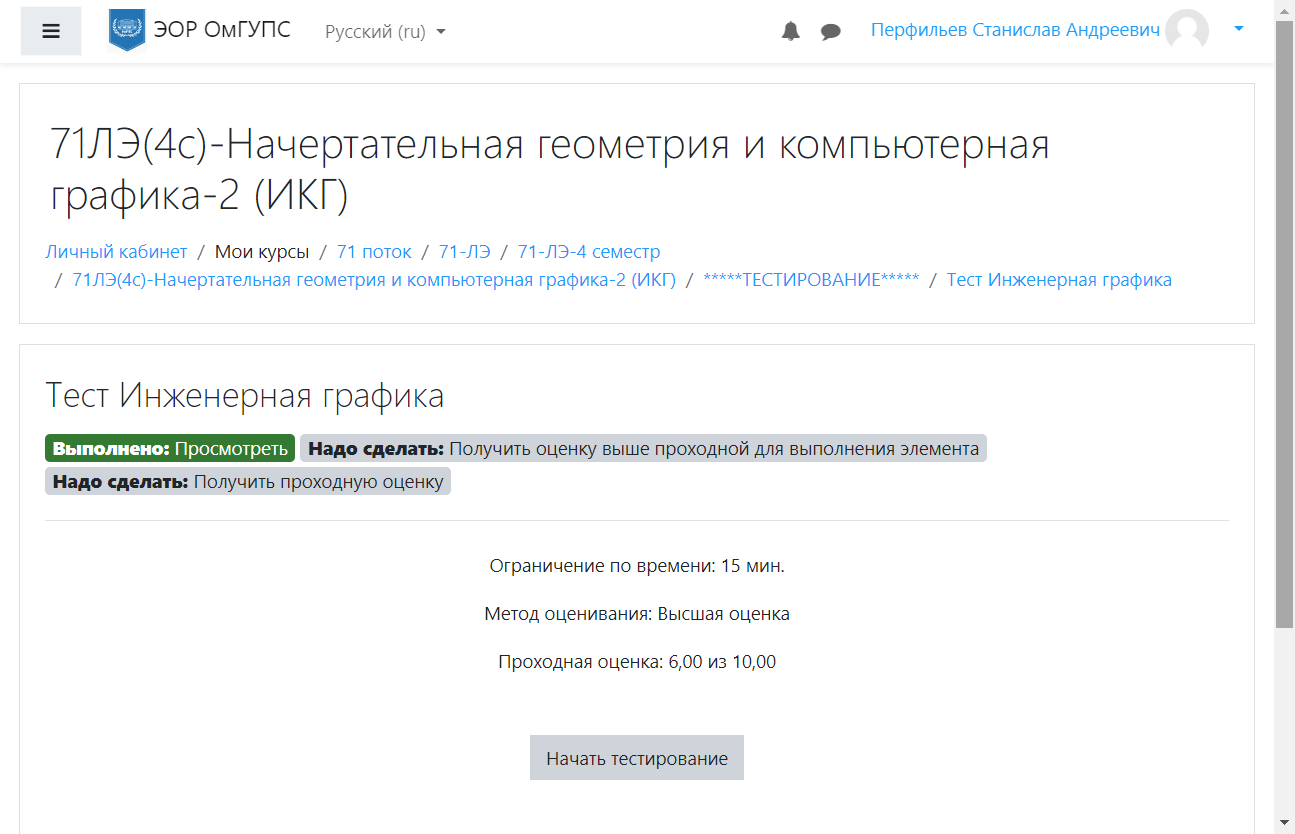 ЭОР ОмГУПС Русский (ru) Перфильев Станислав Андреевич
71ЛЭ(4с)-Начертательная геометрия и компьютерная
графика-2 (ИКГ)
Личный кабинет / Мои курсы / 71 поток / 71-ЛЭ / 71-ЛЭ-4 семестр
/ 71ЛЭ(4с)-Начертательная геометрия и компьютерная графика-2 (ИКГ) / *****ТЕСТИРОВАНИЕ***** / Тест Инженерная графика
Тест Инженерная графика
Выполнено: Просмотреть Надо сделать: Получить оценку выше проходной для выполнения элемента
Надо сделать: Получить проходную оценку
Ограничение по времени: 15 мин.
Метод оценивания: Высшая оценка
Проходная оценка: 6,00 из 10,00
Начать тестирование